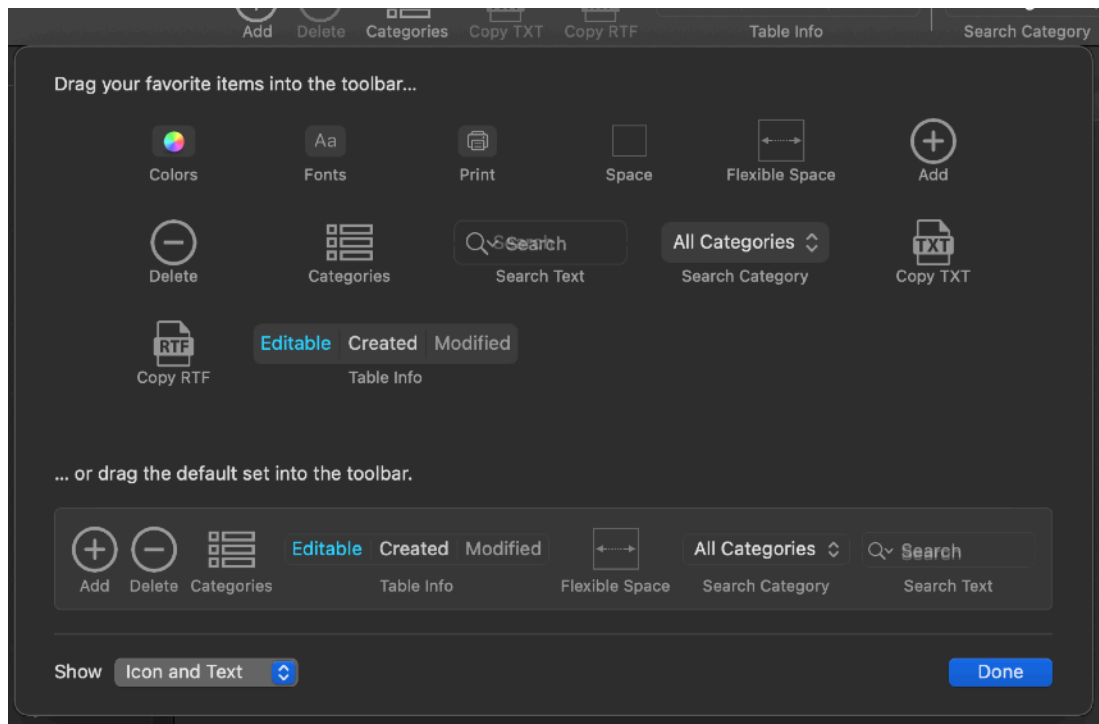 Add Delete Categories Copy TXT Copy RTF Table Info Search Category
Drag your favorite items into the toolbar...
Aa
Colors Fonts Print Space Flexible Space Add
Search All Categories TXT
Delete Categories Search Text Search Category Copy TXT
RTF Editable Created Modified
Copy RTF Table Info
... or drag the default set into the toolbar.
Editable Created Modified All Categories Search
Add Delete Categories Table Info Flexible Space Search Category Search Text
Show Icon and Text Done